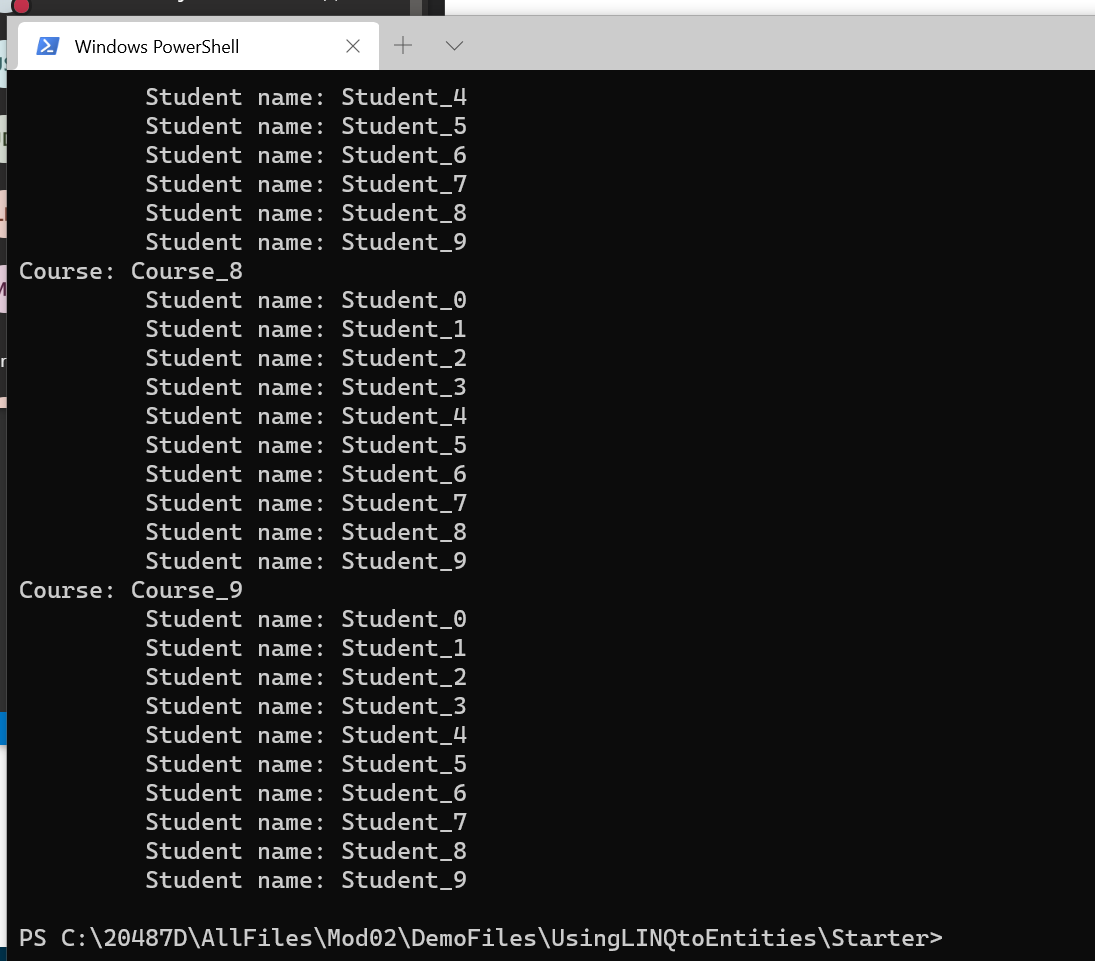 Windows PowerShell
Student name: Student_4
Student name: Student_5
Student name: Student_6
Student name: Student_7
Student name: Student_8
Student name: Student_9
Course: Course_8
Student name: Student_0
Student name: Student_1
Student name: Student_2
Student name: Student_3
Student name: Student_4
Student name: Student_5
Student name: Student_6
Student name: Student_7
Student name: Student_8
Student name: Student_9
Course: Course_9
Student name: Student_0
Student name: Student_1
Student name: Student_2
Student name: Student_3
Student name: Student_4
Student name: Student_5
Student name: Student_6
Student name: Student_7
Student name: Student_8
Student name: Student_9
PS C:\20487D\AllFiles\Mod02\DemoFiles\UsingLINQtoEntities\Starter>